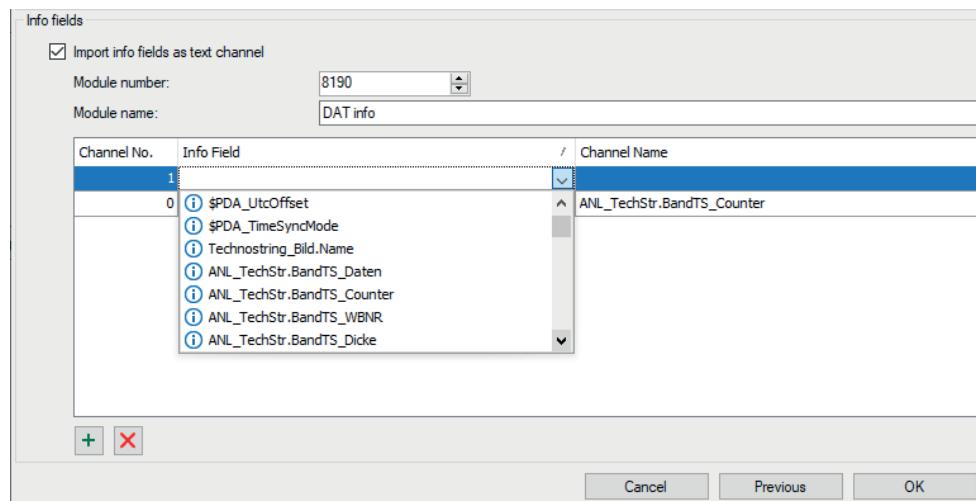 Info fields
Import info fields as text channel
Module number: 8190
Module name: DAT info
Channel No. Info Field / Channel Name
1
0 $PDA_UtcOffset ANL_TechStr.BandTS_Counter
$PDA_TimeSyncMode
Technostring_Bild.Name
ANL_TechStr.BandTS_Daten
ANL_TechStr.BandTS_Counter
ANL_TechStr.BandTS_WBNR
ANL_TechStr.BandTS_Dicke
Cancel Previous OK